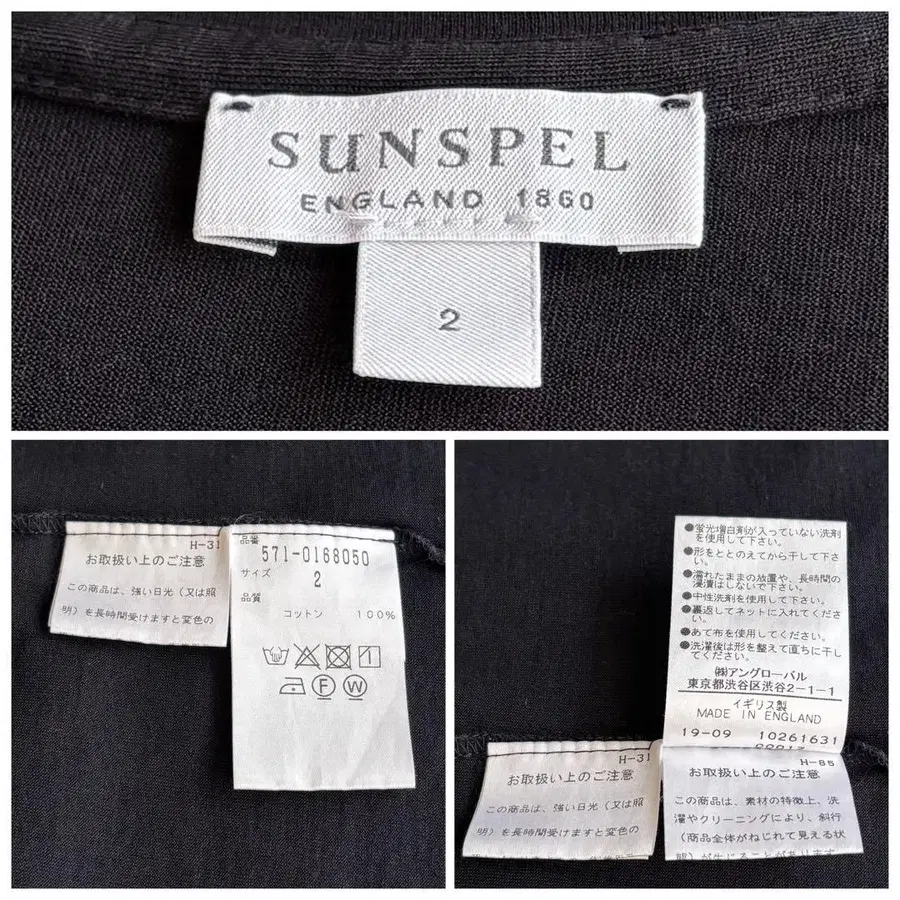 SUNSPEL
ENGLAND 1860
2
H-31
お取扱い上のご注意
この商品は、強い日光(又は照
明)を長時間受けますと変色の
品番
571-0168050
サイズ
2
品質
コットン 100%
F W
●蛍光増白剤が入っていない洗剤
を使用して下さい。
●形をととのえてから干して下さ
い。
●濡れたままの放置や、長時間の
浸漬はしないで下さい。
●中性洗剤を使用して下さい。
●裏返してネットに入れてくださ
い。
●あて布を使用してください。
●洗濯後は形を整えて直ちに干し
てください。
㈱アングローバル
東京都渋谷区渋谷2-1-1
イギリス製
MADE IN ENGLAND
19-09 10261631
H-31
お取扱い上のご注意
この商品は、強い日光(又は照
明)を長時間受けますと変色の
H-85
お取扱い上のご注意
この商品は、素材の特徴上、洗
濯やクリーニングにより、斜行
(商品全体がねじれて見える状
態)が生じることがあります